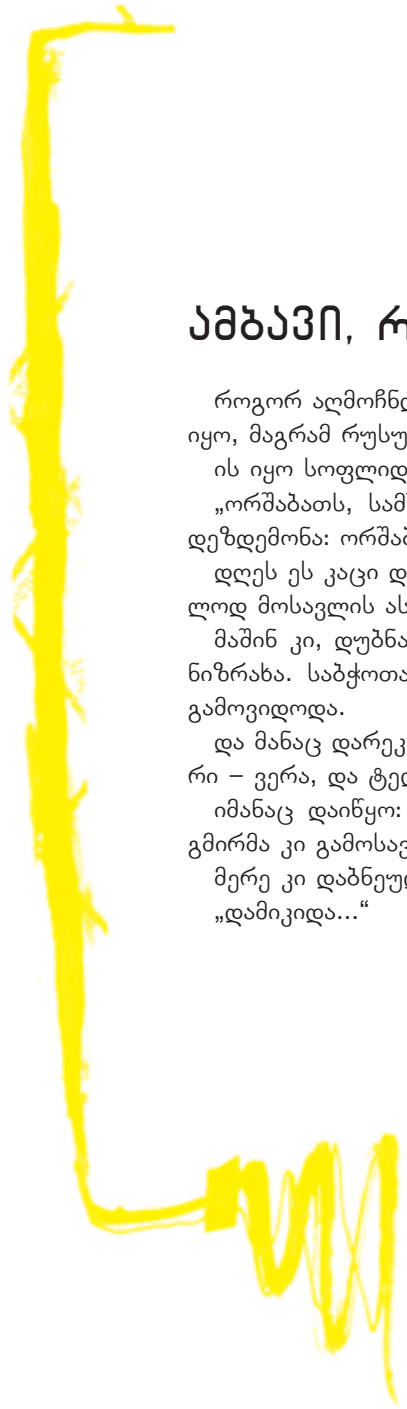 ამბავი, რ
როგორ აღმოჩნდ
იყო, მაგრამ რუსუ
ის იყო სოფლიდ
„ორშაბათს, სამ
დეზდემონა: ორშაბ
დღეს ეს კაცი დ
ლოდ მოსავლის ას
მაშინ კი, დუბნა
ნიზრახა. საბჭოთა
გამოვიდოდა.
და მანაც დარეკ
რი – ვერა, და ტელ
იმანაც დაიწყო:
გმირმა კი გამოსავ
მერე კი დაბნეულ
„დამიკიდა...“